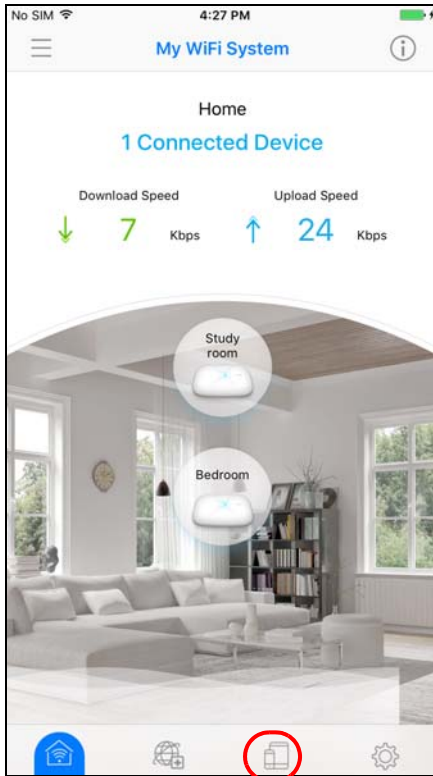 No SIM 4:27 PM
My WiFi System
Home
1 Connected Device
Download Speed Upload Speed
7 Kbps 24 Kbps
Study
room
Bedroom